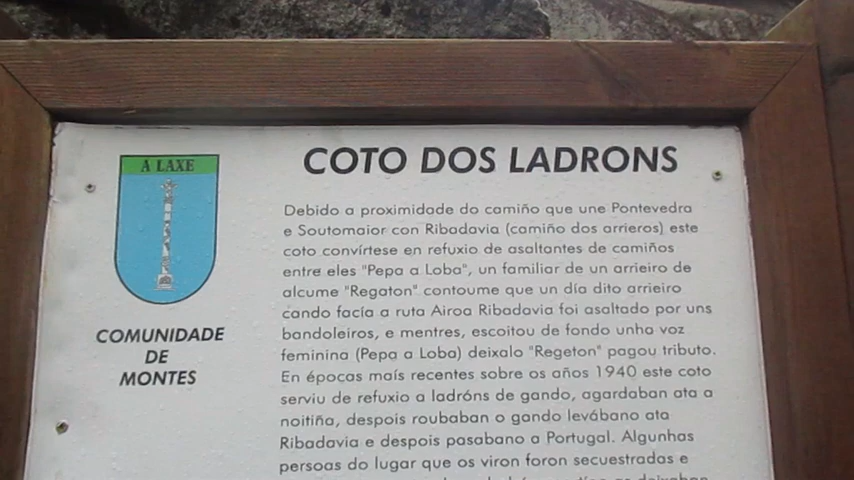 A LAXE
COMUNIDADE
DE
MONTES
COTO DOS LADRONS
Debido a proximidade do camiño que une Pontevedra
e Soutomaior con Ribadavia (camiño dos arrieros) este
coto convírtese en refuxio de asaltantes de camiños
entre eles "Pepa a Loba", un familiar de un arrieiro de
alcume "Regaton" contoume que un día dito arrieiro
cando facía a ruta Airoa Ribadavia foi asaltado por uns
bandoleiros, e mentres, escoitou de fondo unha voz
feminina (Pepa a Loba) deixalo "Regeton" pagou tributo.
En épocas maís recentes sobre os años 1940 este coto
serviu de refuxio a ladróns de gando, agardaban ata a
noitiña, despois roubaban o gando levábano ata
Ribadavia e despois pasabano a Portugal. Algunhas
persoas do lugar que os viron foron secuestradas e